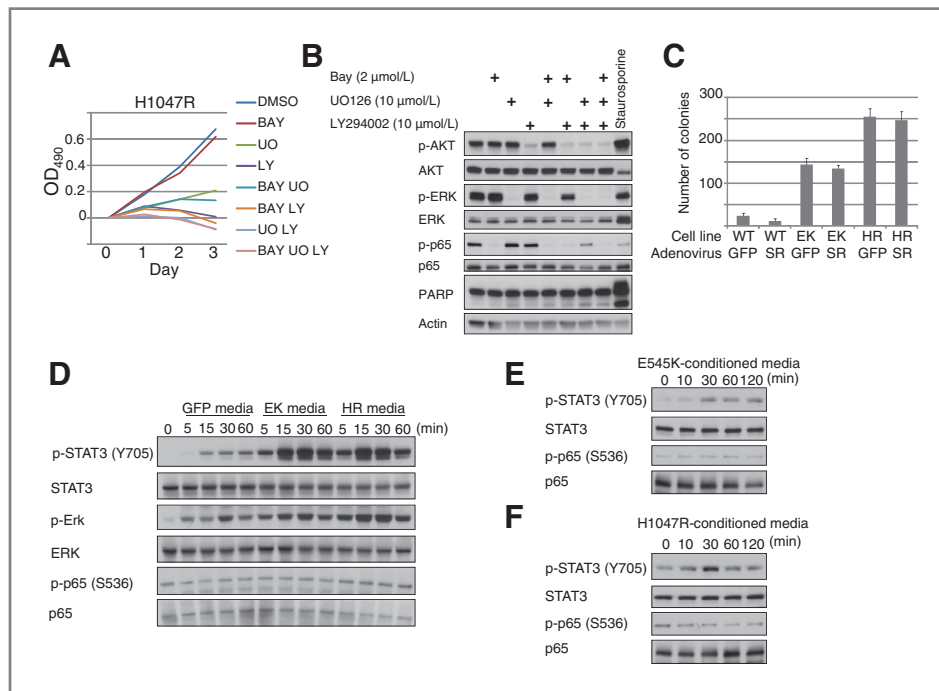 A
H1047R
OD490
0.6
0.4
0.2
0
0 1 2 3
Day
DMSO
BAY
UO
LY
BAY UO
BAY LY
UO LY
BAY UO LY
B
Bay (2 µmol/L) + + + +
UO126 (10 µmol/L) + + + +
LY294002 (10 µmol/L) + + + +
Staurosporine
p-AKT
AKT
p-ERK
ERK
p-p65
p65
PARP
Actin
C
Number of colonies
300
200
100
Cell line WT WT EK EK HR HR
Adenovirus GFP SR GFP SR GFP SR
D
GFP media EK media HR media
0 5 15 30 60 5 15 30 60 5 15 30 60 (min)
p-STAT3 (Y705)
STAT3
p-Erk
ERK
p-p65 (S536)
p65
E
E545K-conditioned media
0 10 30 60 120 (min)
p-STAT3 (Y705)
STAT3
p-p65 (S536)
p65
F
H1047R-conditioned media
0 10 30 60 120 (min)
p-STAT3 (Y705)
STAT3
p-p65 (S536)
p65